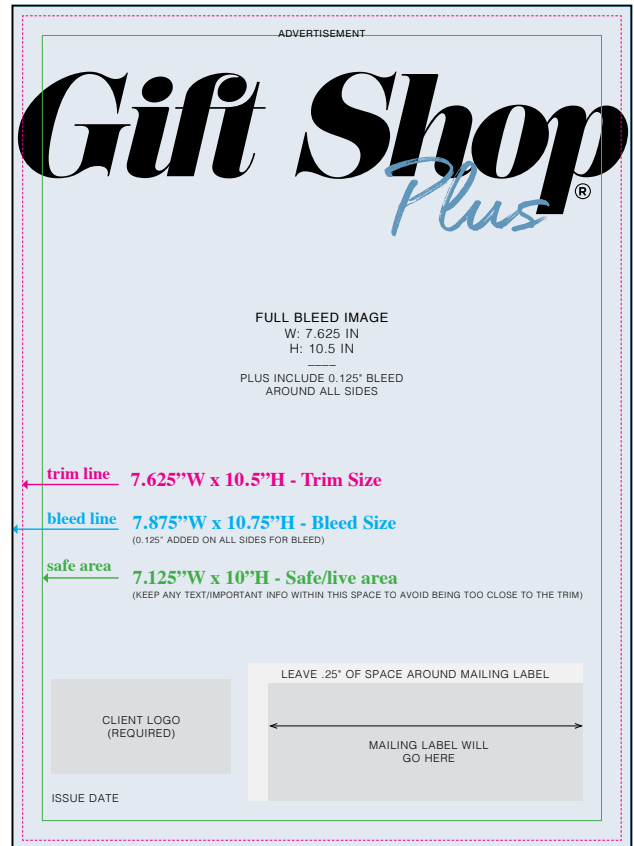 ADVERTISEMENT
Gift Shop
Plus®
FULL BLEED IMAGE
W: 7.625 IN
H: 10.5 IN
____
PLUS INCLUDE 0.125" BLEED
AROUND ALL SIDES
trim line
7.625”W x 10.5”H - Trim Size
bleed line
7.875”W x 10.75”H - Bleed Size
(0.125" ADDED ON ALL SIDES FOR BLEED)
safe area
7.125”W x 10”H - Safe/live area
(KEEP ANY TEXT/IMPORTANT INFO WITHIN THIS SPACE TO AVOID BEING TOO CLOSE TO THE TRIM)
LEAVE .25" OF SPACE AROUND MAILING LABEL
CLIENT LOGO
(REQUIRED)
MAILING LABEL WILL
GO HERE
ISSUE DATE